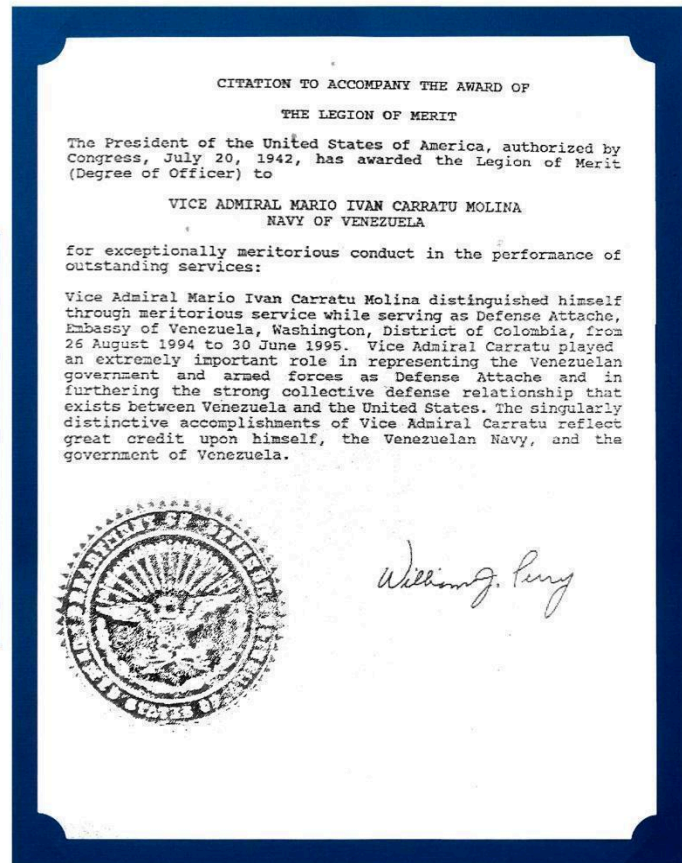 CITATION TO ACCOMPANY THE AWARD OF
THE LEGION OF MERIT
The President of the United States of America, authorized by
Congress, July 20, 1942, has awarded the Legion of Merit
(Degree of Officer) to
VICE ADMIRAL MARIO IVAN CARRATU MOLINA
NAVY OF VENEZUELA
for exceptionally meritorious conduct in the performance of
outstanding services:
Vice Admiral Mario Ivan Carratu Molina distinguished himself
through meritorious service while serving as Defense Attache,
Embassy of Venezuela, Washington, District of Colombia, from
26 August 1994 to 30 June 1995. Vice Admiral Carratu played
an extremely important role in representing the Venezuelan
government and armed forces as Defense Attache and in
furthering the strong collective defense relationship that
exists between Venezuela and the United States. The singularly
distinctive accomplishments of Vice Admiral Carratu reflect
great credit upon himself, the Venezuelan Navy, and the
government of Venezuela.
William J. Perry
DEPARTMENT OF DEFENSE
STATES OF